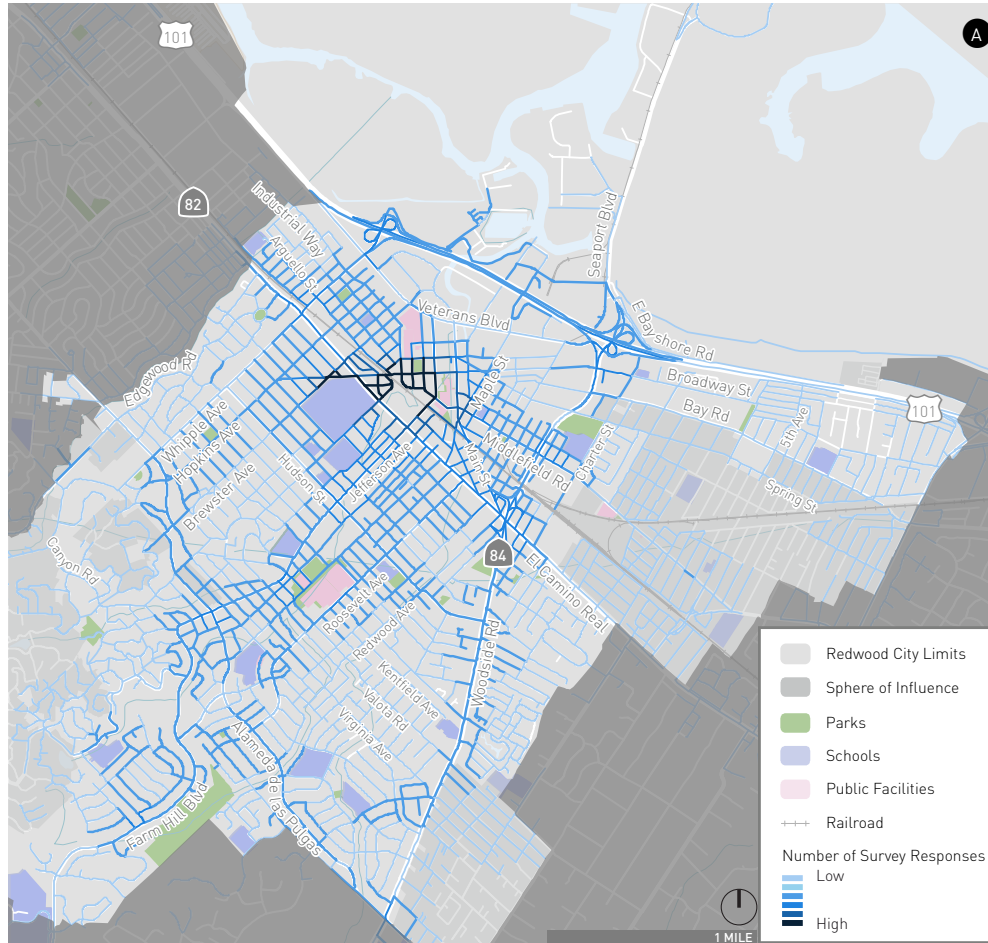 101
A
82
Industrial Way
Arguello St
Seaport Blvd
Veterans Blvd
E Bayshore Rd
Edgewood R
Maple St
Broadway St
Bay Rd
101
5th Ave
Whipple Ave
Hopkins Ave
Brewster Ave
Hudson St
Jefferson Ave
Main St
Middlefield Rd
Charter St
Spring St
Canyon Rd
84
El Camino Real
Roosevelt Ave
Redwood Ave
Woodside Rd
Kentfield Ave
Valota Rd
Virginia Ave
Alameda de las Pulgas
Farm Hill Blvd
Redwood City Limits
Sphere of Influence
Parks
Schools
Public Facilities
Railroad
Number of Survey Responses
Low
High
1 MILE